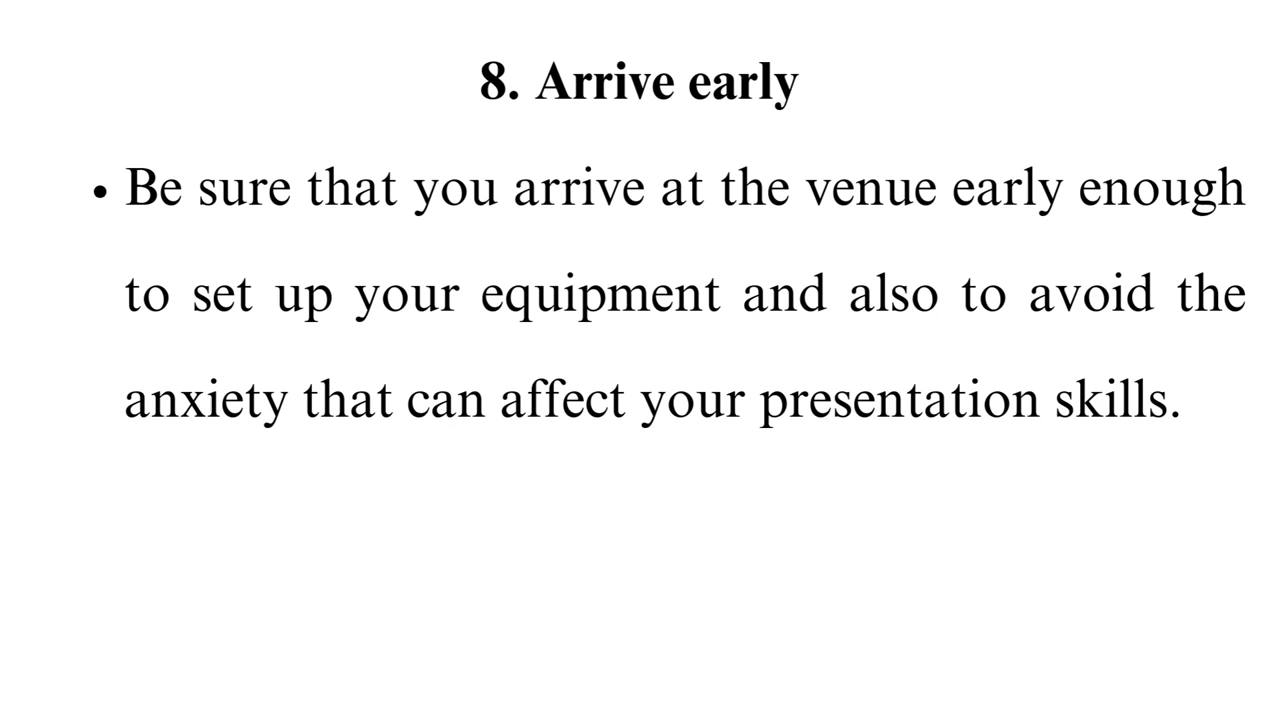 8. Arrive early
• Be sure that you arrive at the venue early enough
to set up your equipment and also to avoid the
anxiety that can affect your presentation skills.